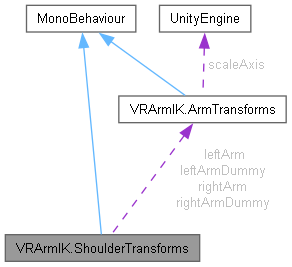 MonoBehaviour
UnityEngine
scaleAxis
VRArmIK.ArmTransforms
leftArm
leftArmDummy
rightArm
rightArmDummy
VRArmIK.ShoulderTransforms